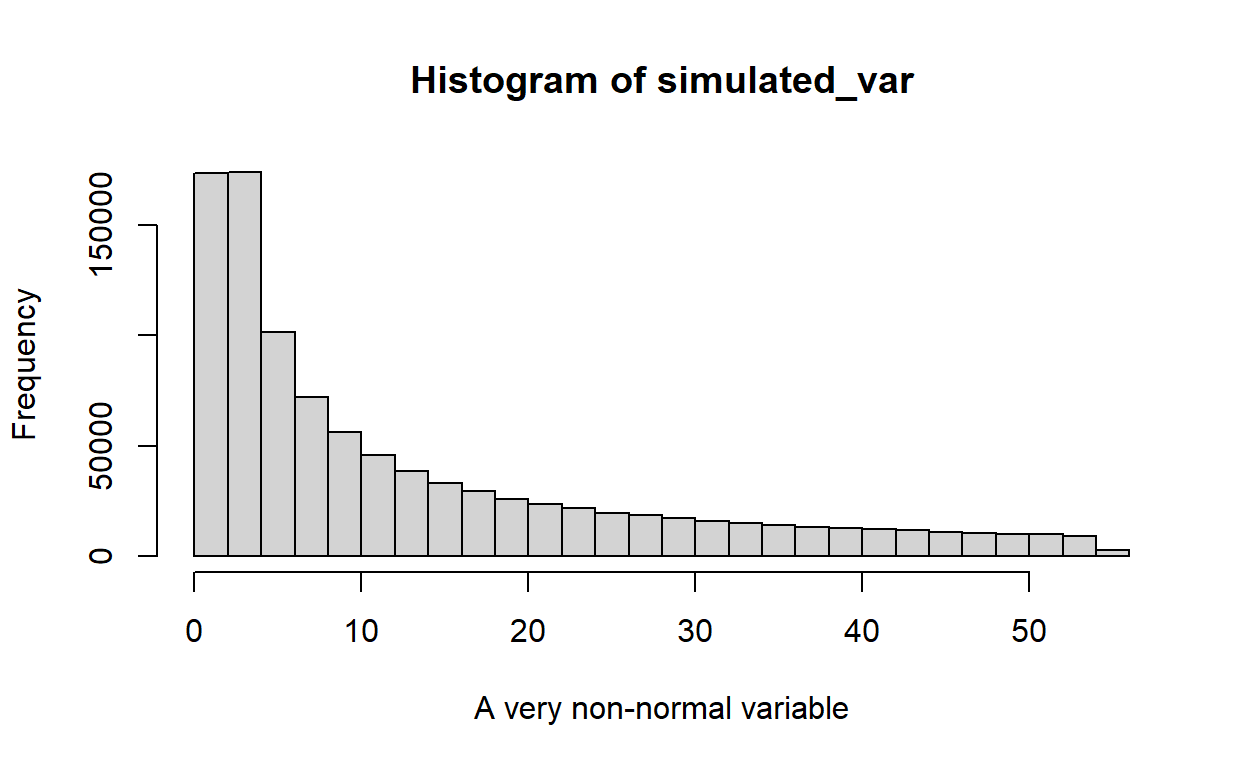 Histogram of simulated_var
Frequency
150000
50000
0
0 10 20 30 40 50
A very non-normal variable